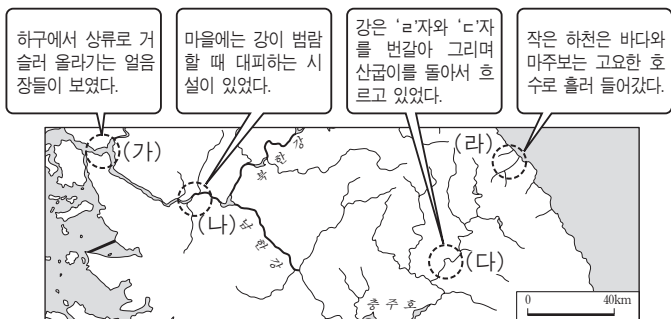 하구에서 상류로 거
슬러 올라가는 얼음
장들이 보였다.
마을에는 강이 범람
할 때 대피하는 시
설이 있었다.
강은 ‘ㄹ’자와 ‘ㄷ’자
를 번갈아 그리며
산굽이를 돌아서 흐
르고 있었다.
작은 하천은 바다와
마주보는 고요한 호
수로 흘러 들어갔다.
(가)
(라)
북한강
(나)
남한강
(다)
충주호
0 40km